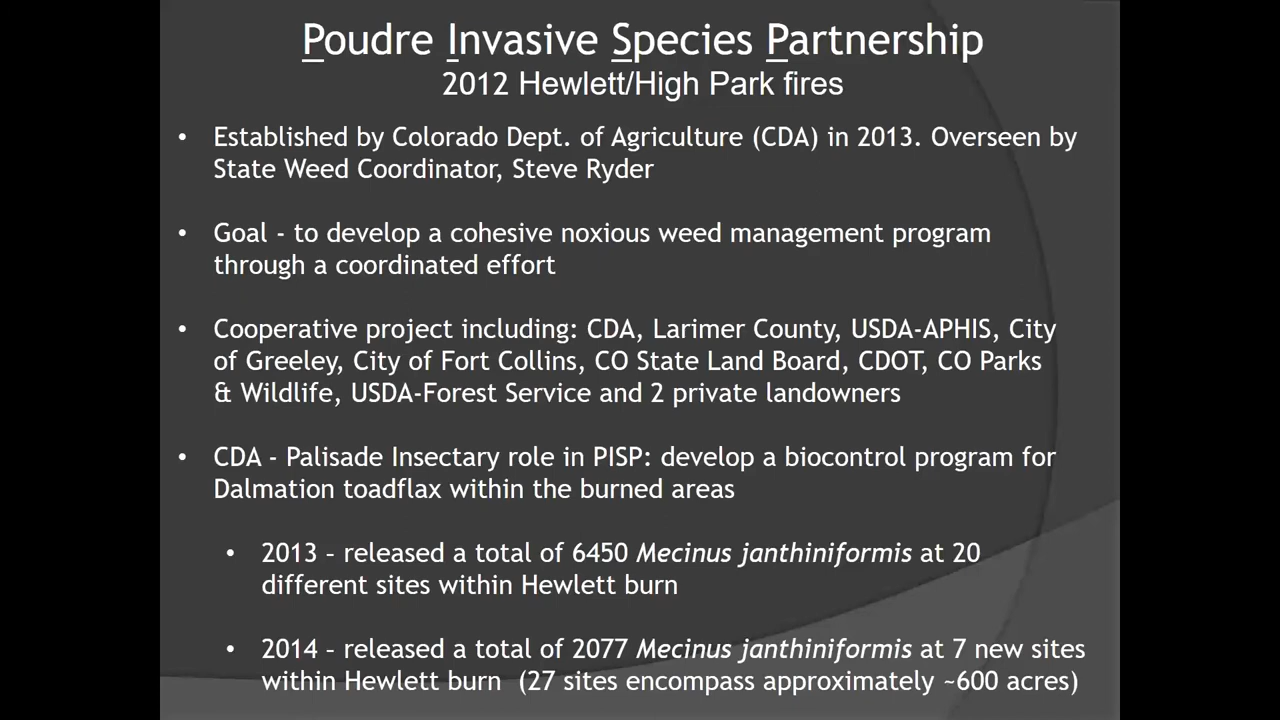 Poudre Invasive Species Partnership
2012 Hewlett/High Park fires
• Established by Colorado Dept. of Agriculture (CDA) in 2013. Overseen by
State Weed Coordinator, Steve Ryder
• Goal - to develop a cohesive noxious weed management program
through a coordinated effort
• Cooperative project including: CDA, Larimer County, USDA-APHIS, City
of Greeley, City of Fort Collins, CO State Land Board, CDOT, CO Parks
& Wildlife, USDA-Forest Service and 2 private landowners
• CDA - Palisade Insectary role in PISP: develop a biocontrol program for
Dalmation toadflax within the burned areas
• 2013 – released a total of 6450 Mecinus janthiniformis at 20
different sites within Hewlett burn
• 2014 – released a total of 2077 Mecinus janthiniformis at 7 new sites
within Hewlett burn (27 sites encompass approximately ~600 acres)